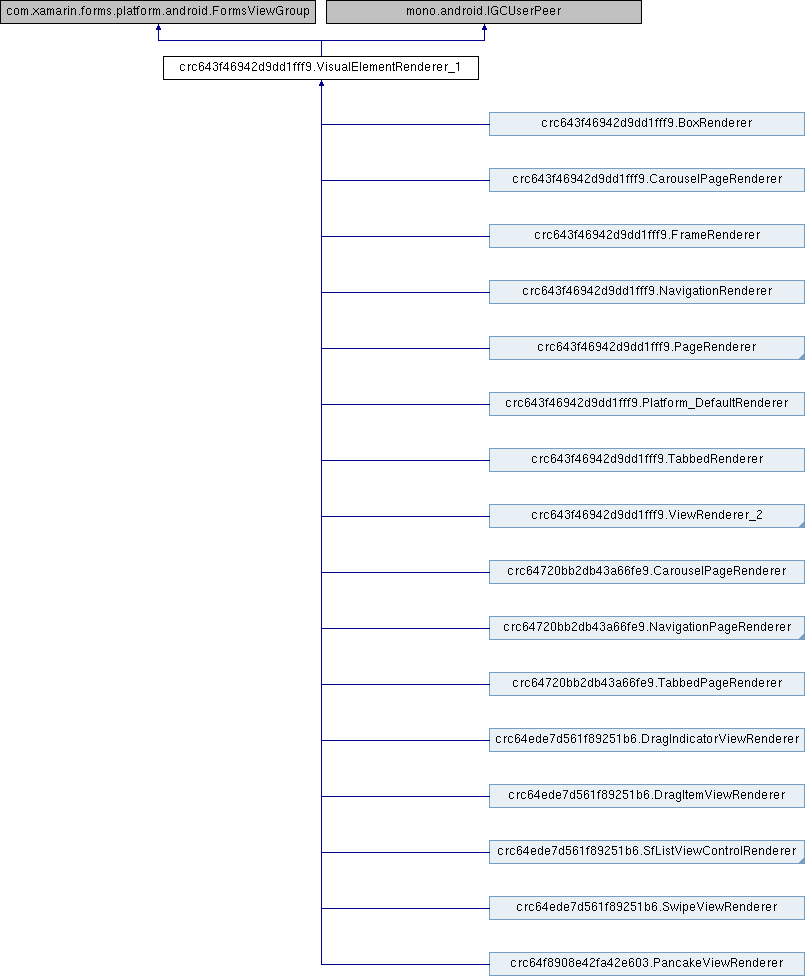 com.xamarin.forms.platform.android.FormsViewGroup
mono.android.IGCUserPeer
crc643f46942d9dd1fff9.VisualElementRenderer_1
crc643f46942d9dd1fff9.BoxRenderer
crc643f46942d9dd1fff9.CarouselPageRenderer
crc643f46942d9dd1fff9.FrameRenderer
crc643f46942d9dd1fff9.NavigationRenderer
crc643f46942d9dd1fff9.PageRenderer
crc643f46942d9dd1fff9.Platform_DefaultRenderer
crc643f46942d9dd1fff9.TabbedRenderer
crc643f46942d9dd1fff9.ViewRenderer_2
crc64720bb2db43a66fe9.CarouselPageRenderer
crc64720bb2db43a66fe9.NavigationPageRenderer
crc64720bb2db43a66fe9.TabbedPageRenderer
crc64ede7d561f89251b6.DragIndicatorViewRenderer
crc64ede7d561f89251b6.DragItemViewRenderer
crc64ede7d561f89251b6.SfListViewControlRenderer
crc64ede7d561f89251b6.SwipeViewRenderer
crc64f8908e42fa42e603.PancakeViewRenderer